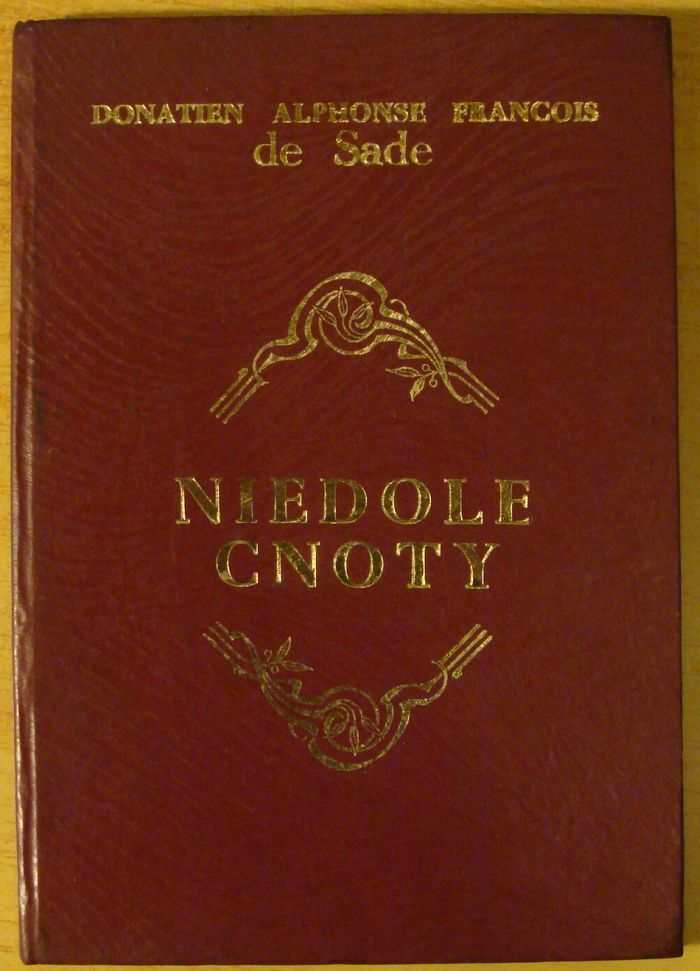 DONATIEN ALPHONSE FRANCOIS
de Sade
NIEDOLE
CNOTY